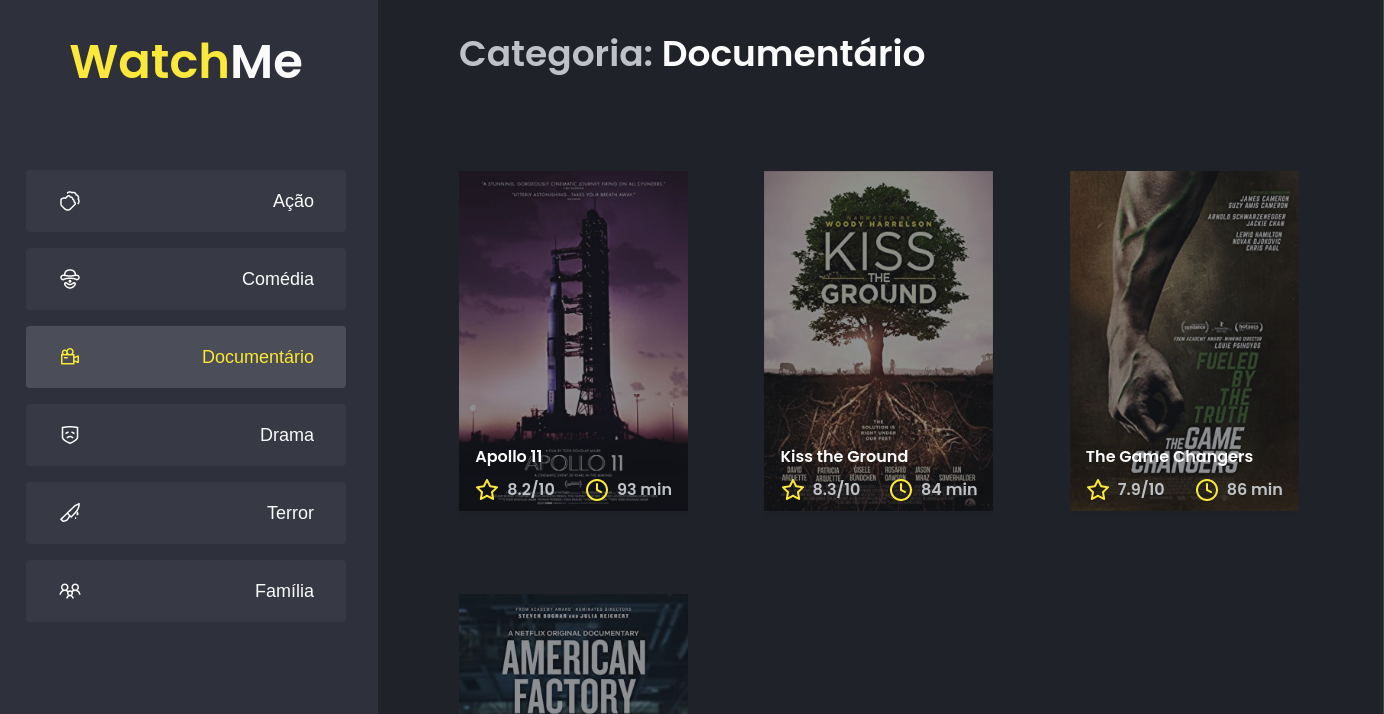 WatchMe
Ação
Comédia
Documentário
Drama
Terror
Família
Categoria: Documentário
"A STUNNING, GORGEOUSLY CINEMATIC JOURNEY FIRING ON ALL CYLINDERS."
"UTTERLY ASTONISHING...TAKES YOUR BREATH AWAY."
APOLLO 11
Apollo 11
8.2/10
93 min
NARRATED BY
WOODY HARRELSON
KISS
THE
GROUND
THE
SOLUTION IS
RIGHT UNDER
OUR FEET
DAVID ARQUETTE
PATRICIA ARQUETTE
GISELE BÜNDCHEN
ROSARIO DAWSON
JASON MRAZ
IAN SOMERHALDER
Kiss the Ground
8.3/10
84 min
JAMES CAMERON
SUZY AMIS CAMERON
ARNOLD SCHWARZENEGGER
JACKIE CHAN
LEWIS HAMILTON
NOVAK DJOKOVIC
CHRIS PAUL
FROM ACADEMY AWARD®-WINNING DIRECTOR
LOUIE PSIHOYOS
FUELED
BY
THE
TRUTH
THE GAME
CHANGERS
The Game Changers
7.9/10
86 min
FROM ACADEMY AWARD® NOMINATED DIRECTORS
STEVEN BOGNAR AND JULIA REICHERT
A NETFLIX ORIGINAL DOCUMENTARY
AMERICAN
FACTORY